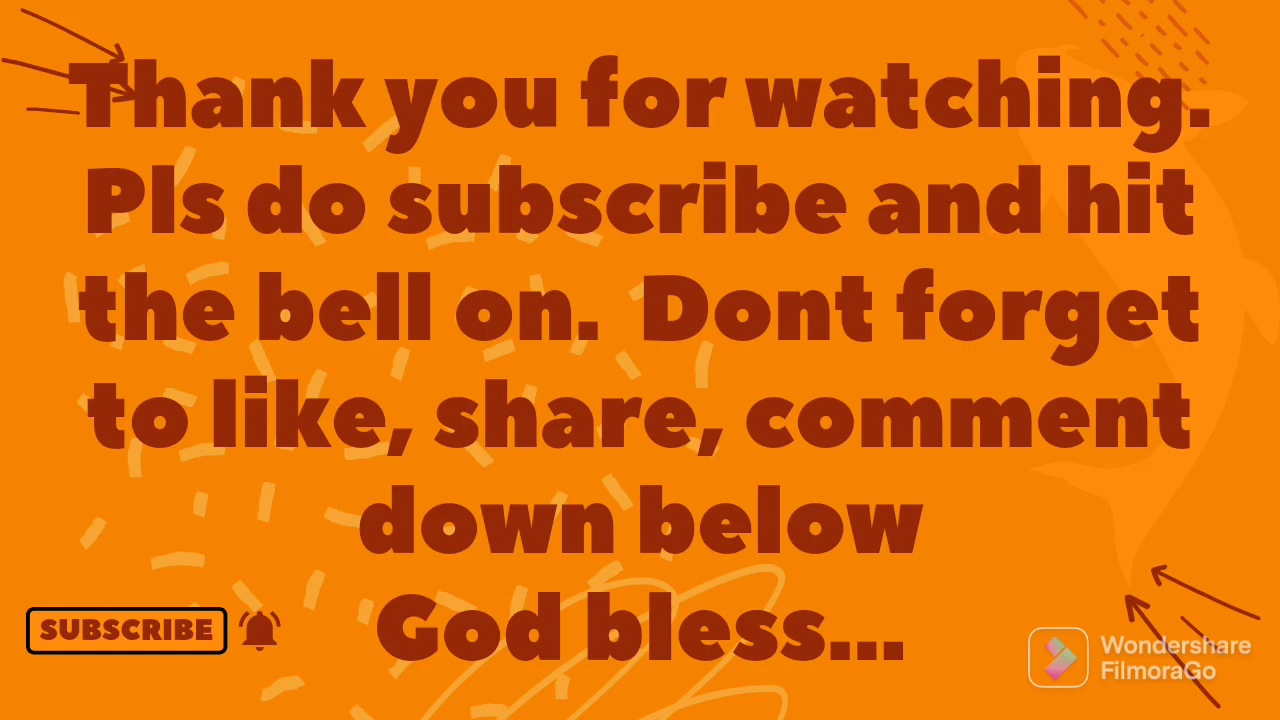 Thank you for watching.
Pls do subscribe and hit
the bell on.  Dont forget
to like, share, comment
down below
God bless...
SUBSCRIBE
Wondershare
FilmoraGo